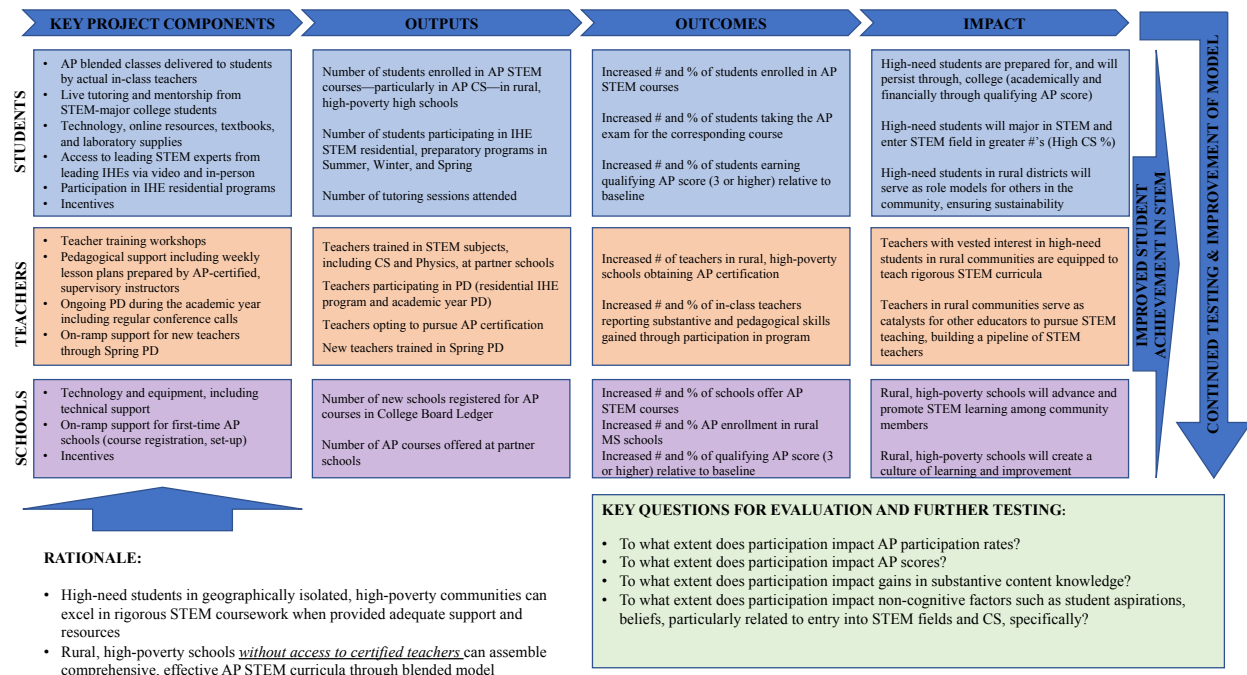 KEY PROJECT COMPONENTS
OUTPUTS
OUTCOMES
IMPACT
STUDENTS
• AP blended classes delivered to students
by actual in-class teachers
• Live tutoring and mentorship from
STEM-major college students
• Technology, online resources, textbooks,
and laboratory supplies
• Access to leading STEM experts from
leading IHEs via video and in-person
• Participation in IHE residential programs
• Incentives
Number of students enrolled in AP STEM
courses—particularly in AP CS—in rural,
high-poverty high schools
Number of students participating in IHE
STEM residential, preparatory programs in
Summer, Winter, and Spring
Number of tutoring sessions attended
Increased # and % of students enrolled in AP
STEM courses
Increased # and % of students taking the AP
exam for the corresponding course
Increased # and % of students earning
qualifying AP score (3 or higher) relative to
baseline
High-need students are prepared for, and will
persist through, college (academically and
financially through qualifying AP score)
High-need students will major in STEM and
enter STEM field in greater #'s (High CS %)
High-need students in rural districts will
serve as role models for others in the
community, ensuring sustainability
TEACHERS
• Teacher training workshops
• Pedagogical support including weekly
lesson plans prepared by AP-certified,
supervisory instructors
• Ongoing PD during the academic year
including regular conference calls
• On-ramp support for new teachers
through Spring PD
Teachers trained in STEM subjects,
including CS and Physics, at partner schools
Teachers participating in PD (residential IHE
program and academic year PD)
Teachers opting to pursue AP certification
New teachers trained in Spring PD
Increased # of teachers in rural, high-poverty
schools obtaining AP certification
Increased # and % of in-class teachers
reporting substantive and pedagogical skills
gained through participation in program
Teachers with vested interest in high-need
students in rural communities are equipped to
teach rigorous STEM curricula
Teachers in rural communities serve as
catalysts for other educators to pursue STEM
teaching, building a pipeline of STEM
teachers
SCHOOLS
• Technology and equipment, including
technical support
• On-ramp support for first-time AP
schools (course registration, set-up)
• Incentives
Number of new schools registered for AP
courses in College Board Ledger
Number of AP courses offered at partner
schools
Increased # and % of schools offer AP
STEM courses
Increased # and % AP enrollment in rural
MS schools
Increased # and % of qualifying AP score (3
or higher) relative to baseline
Rural, high-poverty schools will advance and
promote STEM learning among community
members
Rural, high-poverty schools will create a
culture of learning and improvement
IMPROVED STUDENT
ACHIEVEMENT IN STEM
CONTINUED TESTING & IMPROVEMENT OF MODEL
RATIONALE:
• High-need students in geographically isolated, high-poverty communities can
excel in rigorous STEM coursework when provided adequate support and
resources
• Rural, high-poverty schools without access to certified teachers can assemble
comprehensive, effective AP STEM curricula through blended model
KEY QUESTIONS FOR EVALUATION AND FURTHER TESTING:
• To what extent does participation impact AP participation rates?
• To what extent does participation impact AP scores?
• To what extent does participation impact gains in substantive content knowledge?
• To what extent does participation impact non-cognitive factors such as student aspirations,
beliefs, particularly related to entry into STEM fields and CS, specifically?